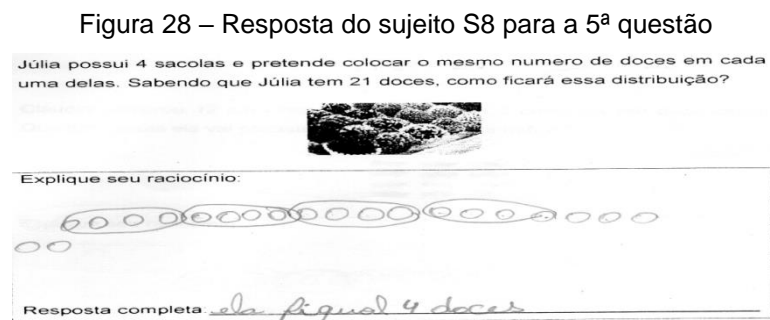 Figura 28 – Resposta do sujeito S8 para a 5ª questão
Júlia possui 4 sacolas e pretende colocar o mesmo numero de doces em cada
uma delas. Sabendo que Júlia tem 21 doces, como ficará essa distribuição?
Explique seu raciocínio:
Resposta completa: ela fiquol 4 doces